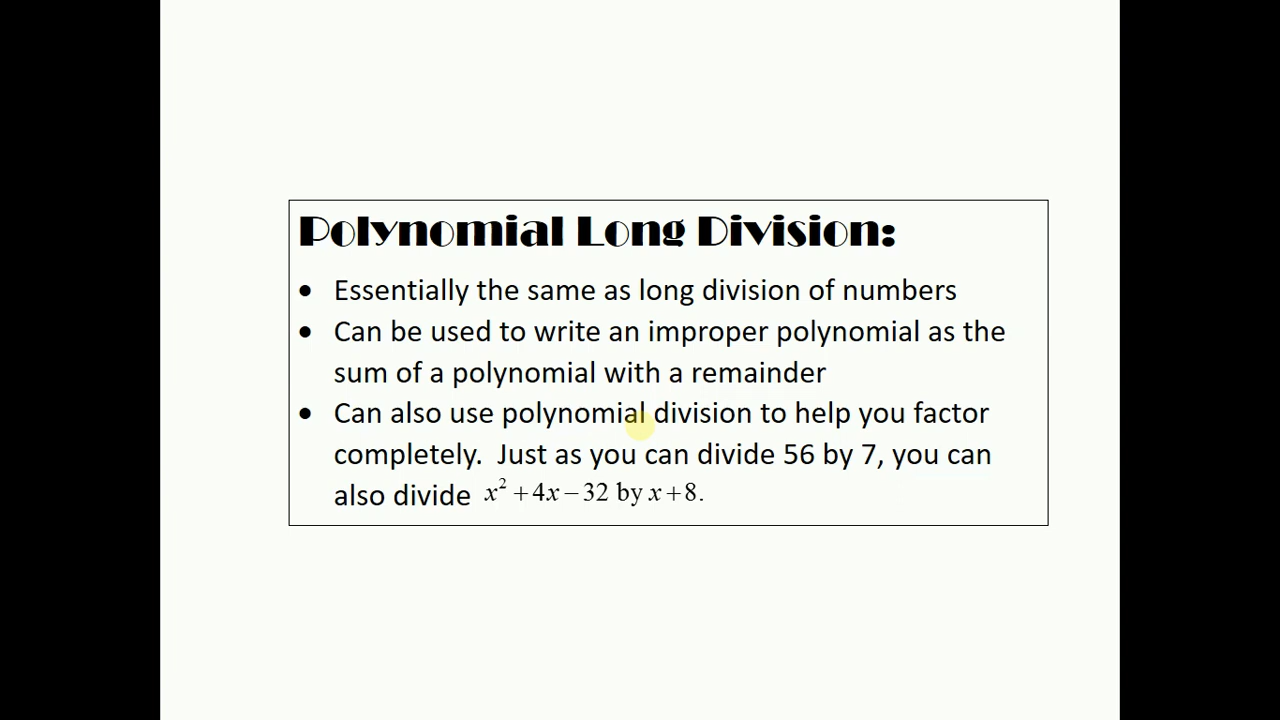 Polynomial Long Division:
• Essentially the same as long division of numbers
• Can be used to write an improper polynomial as the
sum of a polynomial with a remainder
• Can also use polynomial division to help you factor
completely.  Just as you can divide 56 by 7, you can
also divide x² + 4x − 32 by x + 8.